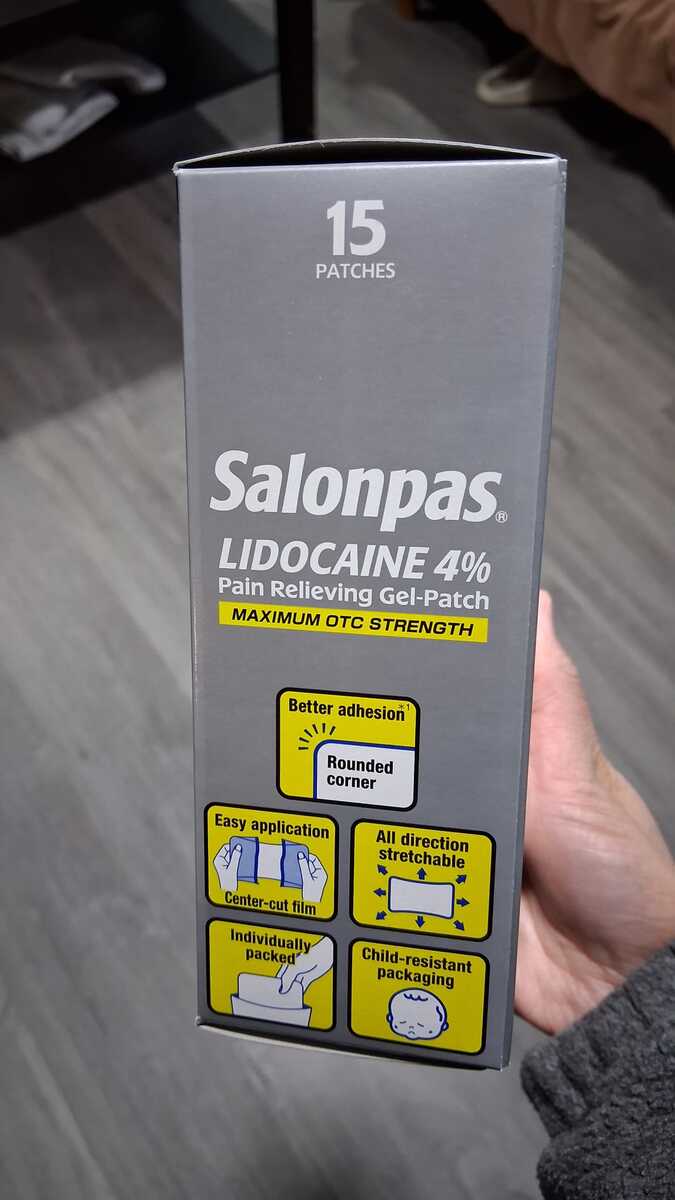 15
PATCHES
Salonpas®
LIDOCAINE 4%
Pain Relieving Gel-Patch
MAXIMUM OTC STRENGTH
Better adhesion*1
Rounded
corner
Easy application
Center-cut film
All direction
stretchable
Individually
packed
Child-resistant
packaging